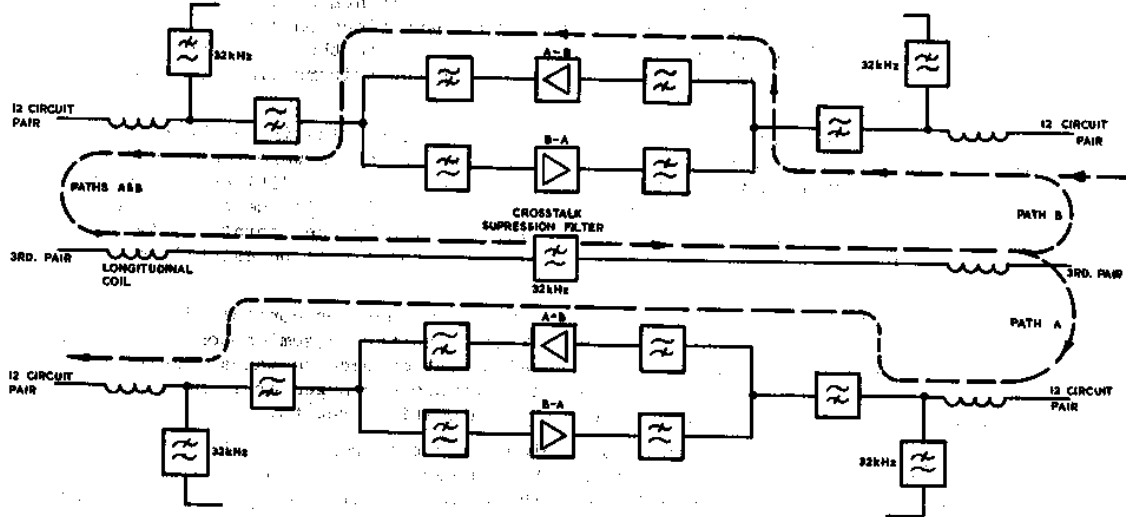 32kHz
A-B
32kHz
12 CIRCUIT
PAIR
12 CIRCUIT
PAIR
B-A
PATHS A&B
CROSSTALK
SUPRESSION FILTER
PATH B
3RD. PAIR
LONGITUDINAL
COIL
32kHz
3RD. PAIR
A-B
PATH A
12 CIRCUIT
PAIR
12 CIRCUIT
PAIR
B-A
32kHz
32kHz